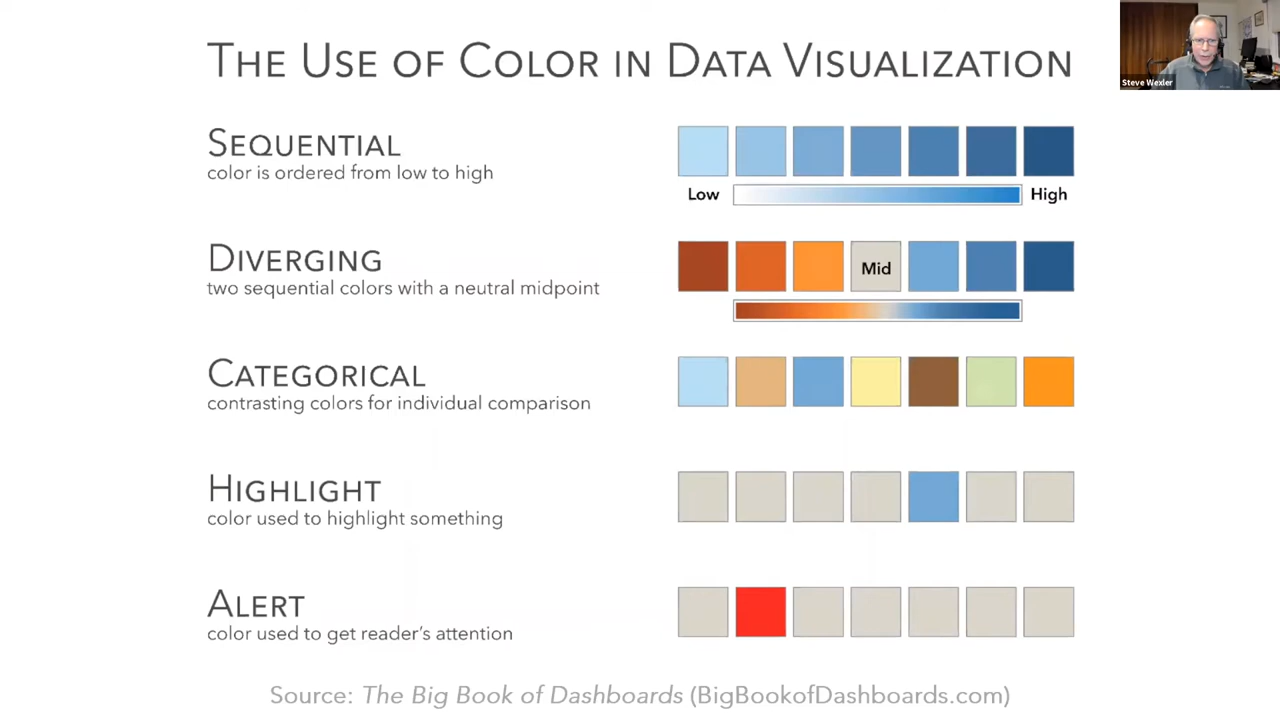 THE USE OF COLOR IN DATA VISUALIZATION
Steve Wexler
SEQUENTIAL
color is ordered from low to high
Low High
DIVERGING
two sequential colors with a neutral midpoint
Mid
CATEGORICAL
contrasting colors for individual comparison
HIGHLIGHT
color used to highlight something
ALERT
color used to get reader's attention
Source: The Big Book of Dashboards (BigBookofDashboards.com)